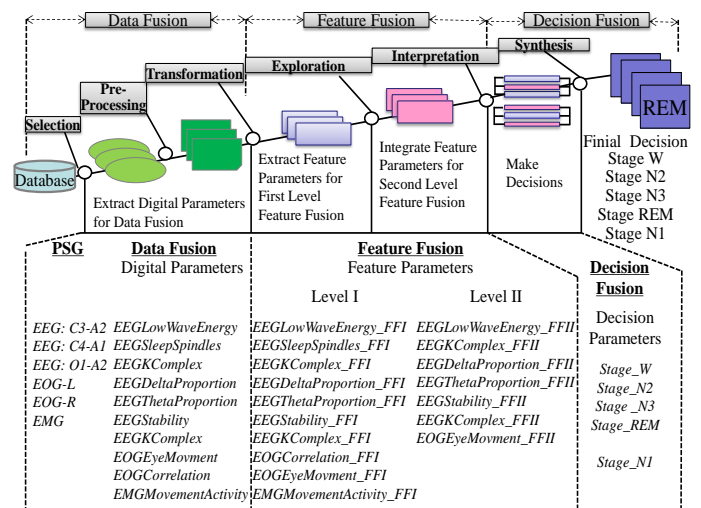 Data Fusion Feature Fusion Decision Fusion
Synthesis
Interpretation
Exploration
Transformation
Pre-
Processing
Selection
Database
REM
Extract Digital Parameters
for Data Fusion
Extract Feature
Parameters for
First Level
Feature Fusion
Integrate Feature
Parameters for
Second Level
Feature Fusion
Make
Decisions
Finial Decision
Stage W
Stage N2
Stage N3
Stage REM
Stage N1
PSG
EEG: C3-A2
EEG: C4-A1
EEG: O1-A2
EOG-L
EOG-R
EMG
Data Fusion
Digital Parameters
EEGLowWaveEnergy
EEGSleepSpindles
EEGKComplex
EEGDeltaProportion
EEGThetaProportion
EEGStability
EEGKComplex
EOGEyeMovment
EOGCorrelation
EMGMovementActivity
Feature Fusion
Feature Parameters
Level I
EEGLowWaveEnergy_FFI
EEGSleepSpindles_FFI
EEGKComplex_FFI
EEGDeltaProportion_FFI
EEGThetaProportion_FFI
EEGStability_FFI
EEGKComplex_FFI
EOGCorrelation_FFI
EOGEyeMovment_FFI
EMGMovementActivity_FFI
Level II
EEGLowWaveEnergy_FFII
EEGKComplex_FFII
EEGDeltaProportion_FFII
EEGThetaProportion_FFII
EEGStability_FFII
EEGKComplex_FFII
EOGEyeMovment_FFII
Decision
Fusion
Decision
Parameters
Stage_W
Stage_N2
Stage_N3
Stage_REM
Stage_N1